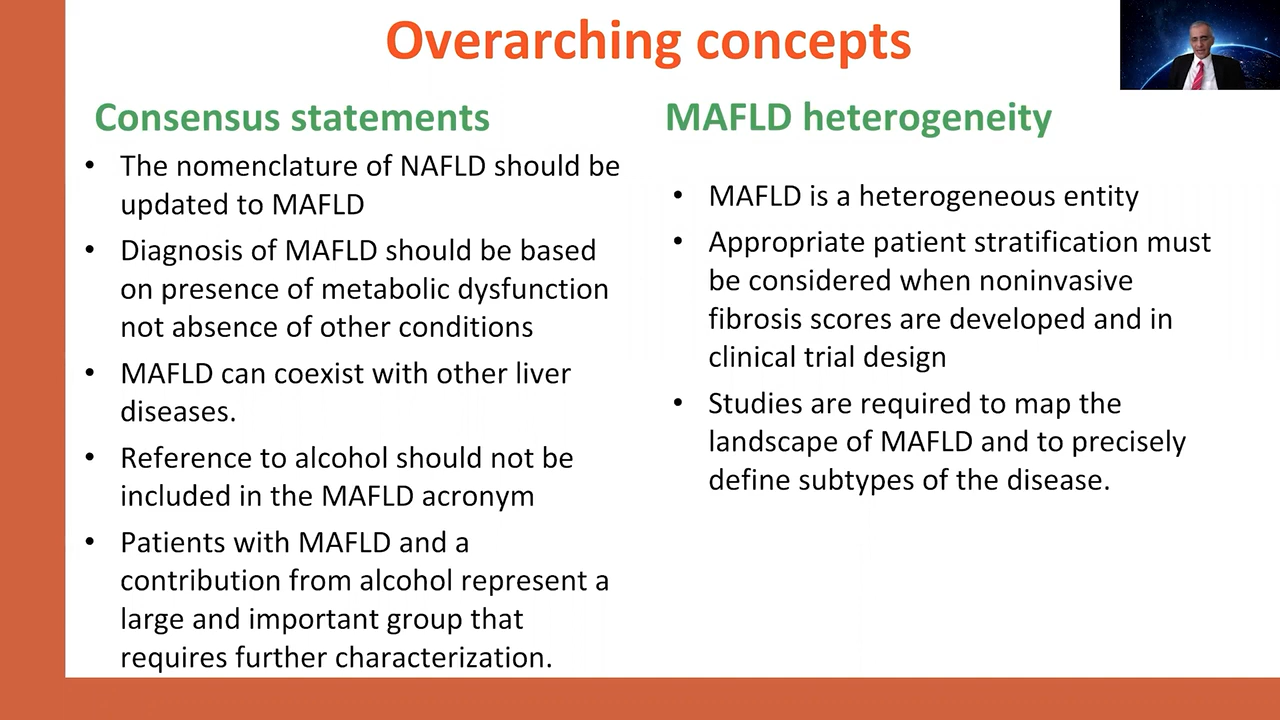 Overarching concepts
Consensus statements
• The nomenclature of NAFLD should be
updated to MAFLD
• Diagnosis of MAFLD should be based
on presence of metabolic dysfunction
not absence of other conditions
• MAFLD can coexist with other liver
diseases.
• Reference to alcohol should not be
included in the MAFLD acronym
• Patients with MAFLD and a
contribution from alcohol represent a
large and important group that
requires further characterization.
MAFLD heterogeneity
• MAFLD is a heterogeneous entity
• Appropriate patient stratification must
be considered when noninvasive
fibrosis scores are developed and in
clinical trial design
• Studies are required to map the
landscape of MAFLD and to precisely
define subtypes of the disease.